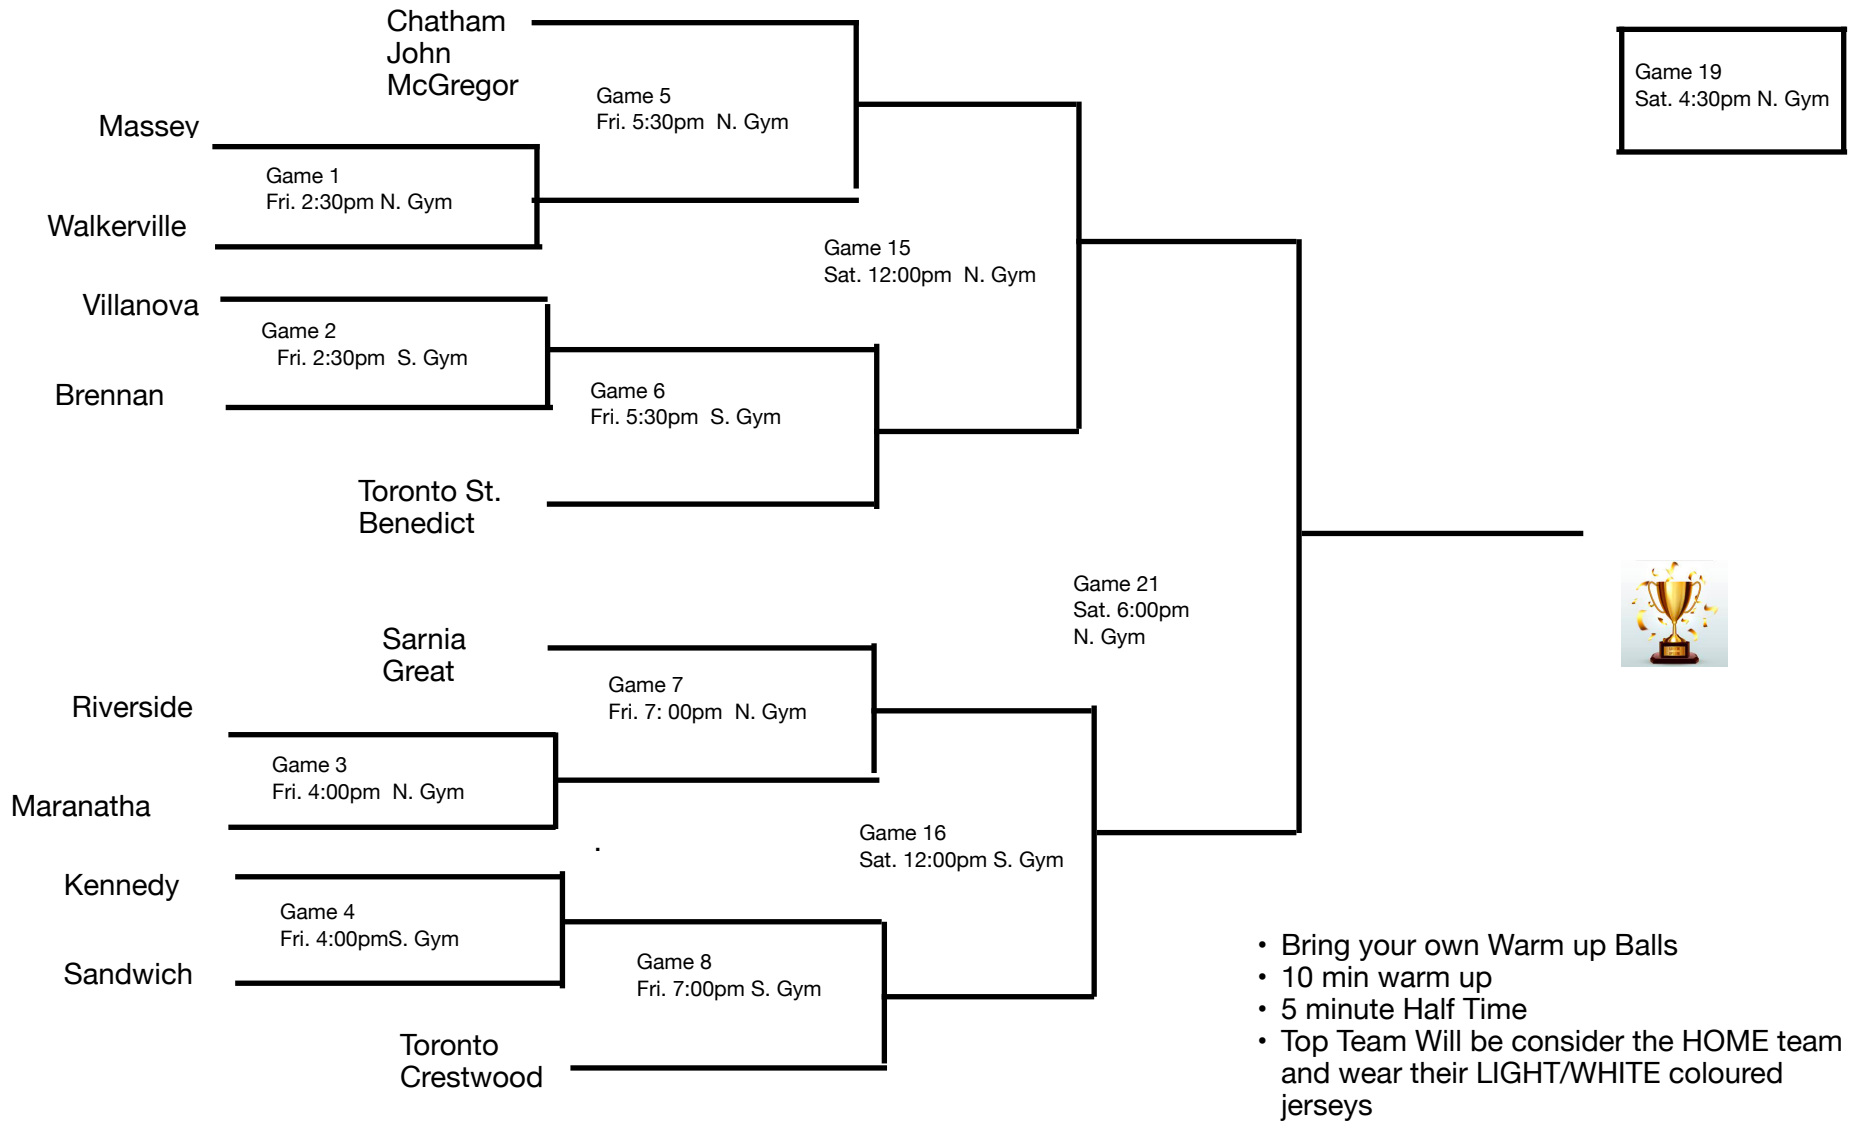 Chatham
John
McGregor
Game 5
Fri. 5:30pm  N. Gym
Game 19
Sat. 4:30pm N. Gym
Massey
Game 1
Fri. 2:30pm N. Gym
Walkerville
Game 15
Sat. 12:00pm  N. Gym
Villanova
Game 2
Fri. 2:30pm  S. Gym
Brennan
Game 6
Fri. 5:30pm  S. Gym
Toronto St.
Benedict
Game 21
Sat. 6:00pm
N. Gym
Sarnia
Great
Game 7
Fri. 7: 00pm  N. Gym
Riverside
Game 3
Fri. 4:00pm  N. Gym
Maranatha
Game 16
Sat. 12:00pm S. Gym
Kennedy
Game 4
Fri. 4:00pmS. Gym
Sandwich
Game 8
Fri. 7:00pm S. Gym
Toronto
Crestwood
• Bring your own Warm up Balls
• 10 min warm up
• 5 minute Half Time
• Top Team Will be consider the HOME team
and wear their LIGHT/WHITE coloured
jerseys